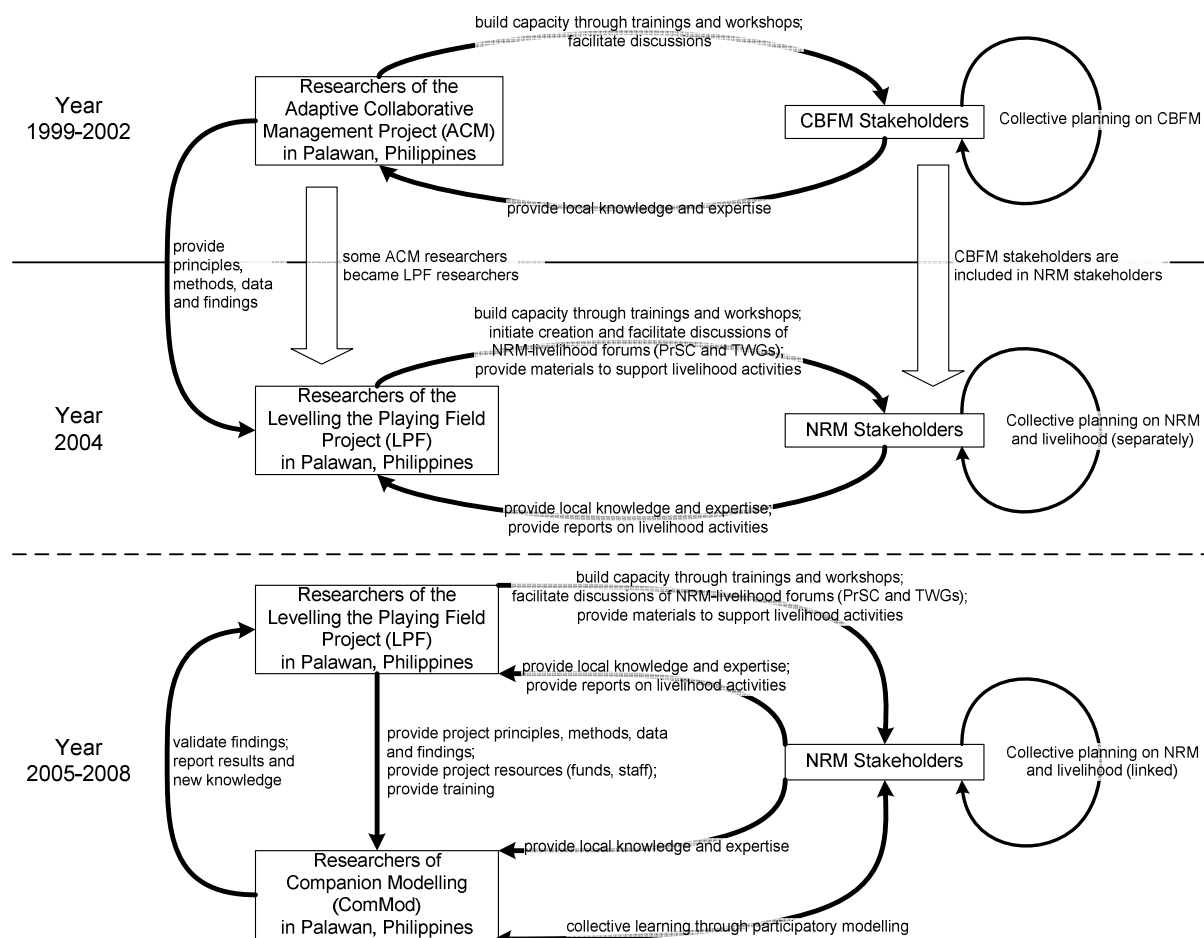 build capacity through trainings and workshops;
facilitate discussions
Year
1999-2002
Researchers of the
Adaptive Collaborative
Management Project (ACM)
in Palawan, Philippines
CBFM Stakeholders
Collective planning on CBFM
provide local knowledge and expertise
provide
principles,
methods, data
and findings
some ACM researchers
became LPF researchers
CBFM stakeholders are
included in NRM stakeholders
build capacity through trainings and workshops;
initiate creation and facilitate discussions of
NRM-livelihood forums (PrSC and TWGs);
provide materials to support livelihood activities
Year
2004
Researchers of the
Levelling the Playing Field
Project (LPF)
in Palawan, Philippines
NRM Stakeholders
Collective planning on NRM
and livelihood (separately)
provide local knowledge and expertise;
provide reports on livelihood activities
build capacity through trainings and workshops;
facilitate discussions of NRM-livelihood forums (PrSC and TWGs);
provide materials to support livelihood activities
Researchers of the
Levelling the Playing Field
Project (LPF)
in Palawan, Philippines
provide local knowledge and expertise;
provide reports on livelihood activities
Year
2005-2008
validate findings;
report results and
new knowledge
provide project principles, methods, data
and findings;
provide project resources (funds, staff);
provide training
NRM Stakeholders
Collective planning on NRM
and livelihood (linked)
provide local knowledge and expertise
Researchers of
Companion Modelling
(ComMod)
in Palawan, Philippines
collective learning through participatory modelling